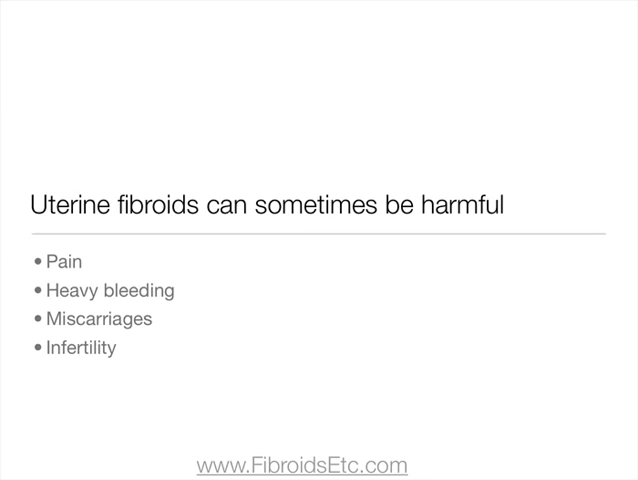 Uterine fibroids can sometimes be harmful
• Pain
• Heavy bleeding
• Miscarriages
• Infertility
www.FibroidsEtc.com